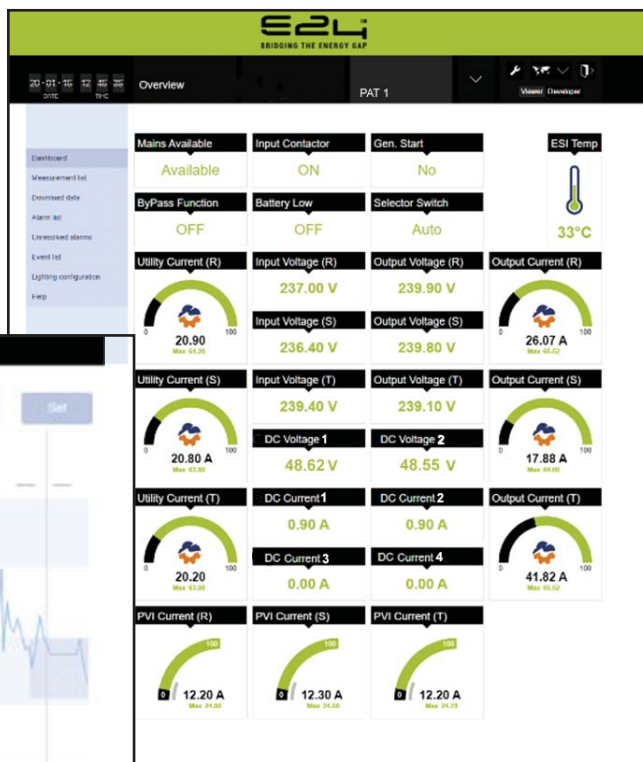 E24
BRIDGING THE ENERGY GAP
20-01-16 12 46 35
DATE TIME
Overview
PAT 1
Viewer Developer
Dashboard
Measurement list
Download data
Alarm list
Unresolved alarms
Event list
Lighting configuration
Help
Mains Available Input Contactor Gen. Start ESI Temp
Available ON No
ByPass Function Battery Low Selector Switch
OFF OFF Auto 33°C
Utility Current (R) Input Voltage (R) Output Voltage (R) Output Current (R)
237.00 V 239.90 V
Input Voltage (S) Output Voltage (S)
0 100 0 100
20.90 236.40 V 239.80 V 26.07 A
Utility Current (S) Input Voltage (T) Output Voltage (T) Output Current (S)
239.40 V 239.10 V
DC Voltage 1 DC Voltage 2
0 100 0 100
20.80 A 48.62 V 48.55 V 17.88 A
Utility Current (T) DC Current 1 DC Current 2 Output Current (T)
0.90 A 0.90 A
DC Current 3 DC Current 4
0 100 0 100
20.20 0.00 A 0.00 A 41.82 A
PVI Current (R) PVI Current (S) PVI Current (T)
100 100 100
0 12.20 A 0 12.30 A 0 12.20 A
Set